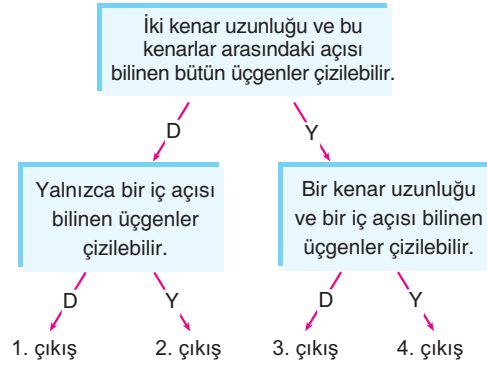 İki kenar uzunluğu ve bu
kenarlar arasındaki açısı
bilinen bütün üçgenler çizilebilir.
D
Y
Yalnızca bir iç açısı
bilinen üçgenler
çizilebilir.
Bir kenar uzunluğu
ve bir iç açısı bilinen
üçgenler çizilebilir.
D
Y
D
Y
1. çıkış
2. çıkış
3. çıkış
4. çıkış